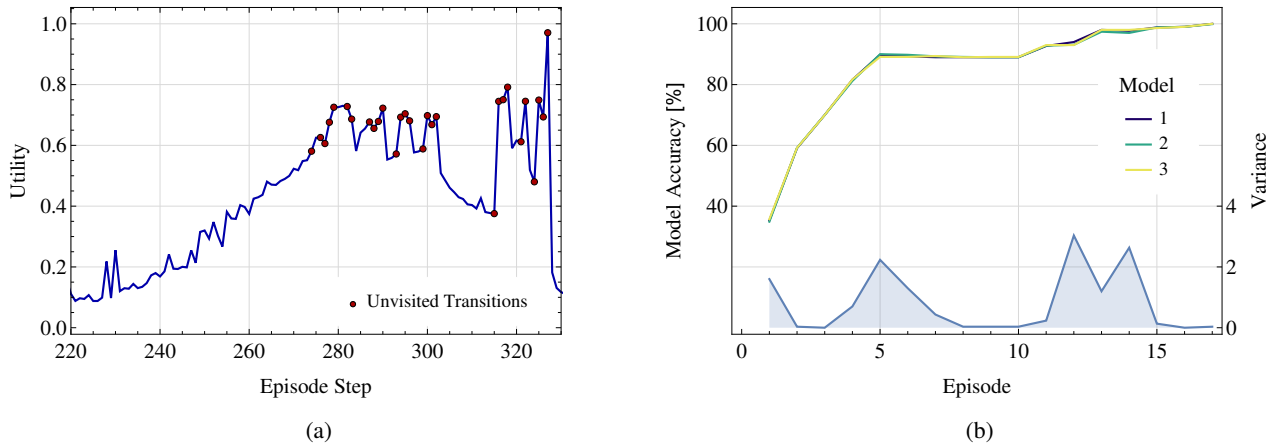 1.0
0.8
0.6
0.4
0.2
0.0
Utility
220 240 260 280 300 320
Episode Step
Unvisited Transitions
(a)
100
80
60
40
Model Accuracy [%]
Model
1
2
3
4
2
0
Variance
0 5 10 15
Episode
(b)